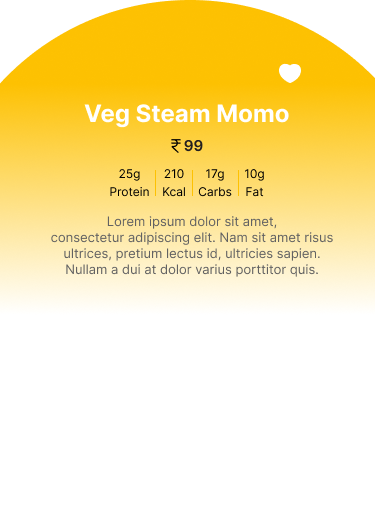 Veg Steam Momo
₹ 99
25g 210 17g 10g
Protein Kcal Carbs Fat
Lorem ipsum dolor sit amet,
consectetur adipiscing elit. Nam sit amet risus
ultrices, pretium lectus id, ultricies sapien.
Nullam a dui at dolor varius porttitor quis.